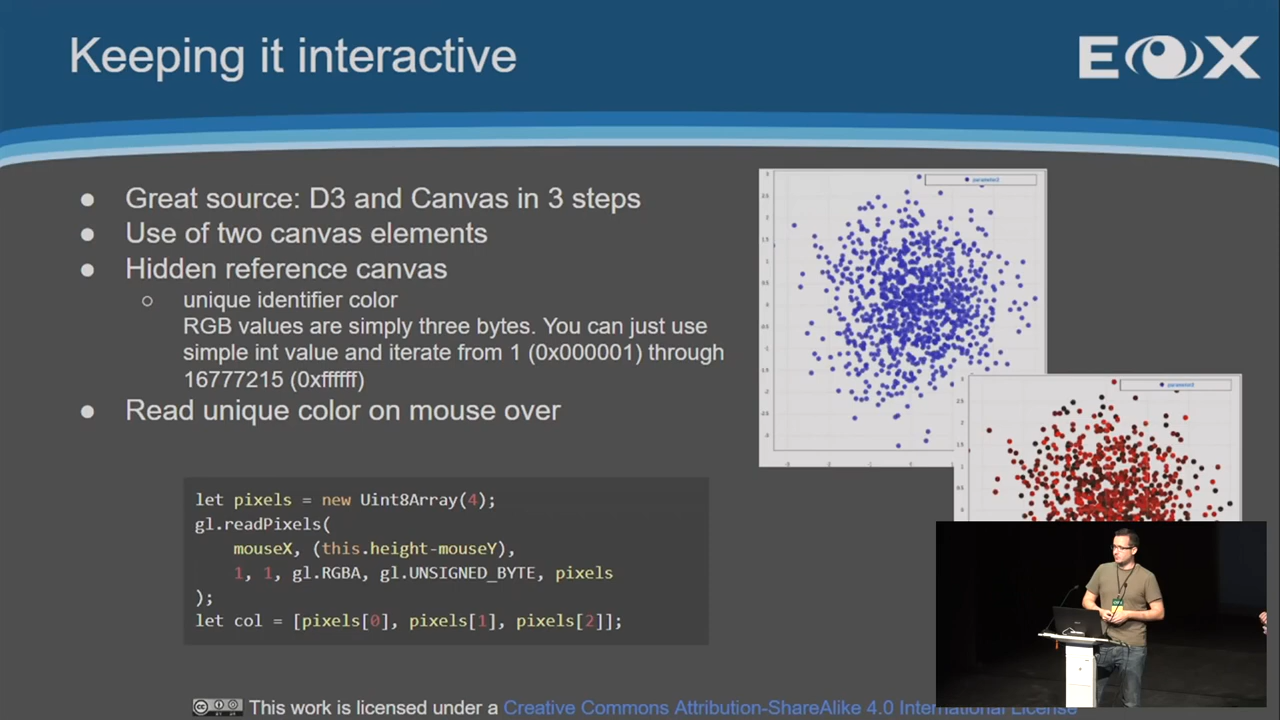 Keeping it interactive
EOX
● Great source: D3 and Canvas in 3 steps
● Use of two canvas elements
● Hidden reference canvas
○ unique identifier color
RGB values are simply three bytes. You can just use
simple int value and iterate from 1 (0x000001) through
16777215 (0xffffff)
● Read unique color on mouse over
let pixels = new Uint8Array(4);
gl.readPixels(
mouseX, (this.height-mouseY),
1, 1, gl.RGBA, gl.UNSIGNED_BYTE, pixels
);
let col = [pixels[0], pixels[1], pixels[2]];
This work is licensed under a Creative Commons Attribution-ShareAlike 4.0 International License